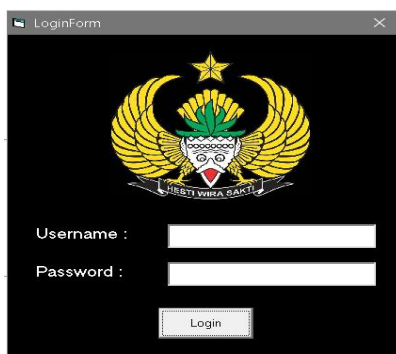 LoginForm
HESTI WIRA SAKTI
Username :
Password :
Login